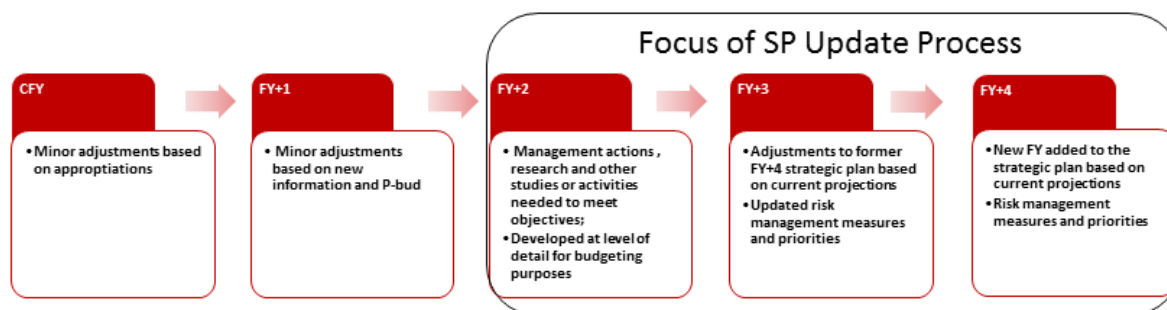 Focus of SP Update Process
CFY
• Minor adjustments based
on approptiations
FY+1
• Minor adjustments
based on new
information and P-bud
FY+2
• Management actions ,
research and other
studies or activities
needed to meet
objectives;
• Developed at level of
detail for budgeting
purposes
FY+3
• Adjustments to former
FY+4 strategic plan based
on current projections
• Updated risk
management measures
and priorities
FY+4
• New FY added to the
strategic plan based on
current projections
• Risk management
measures and priorities